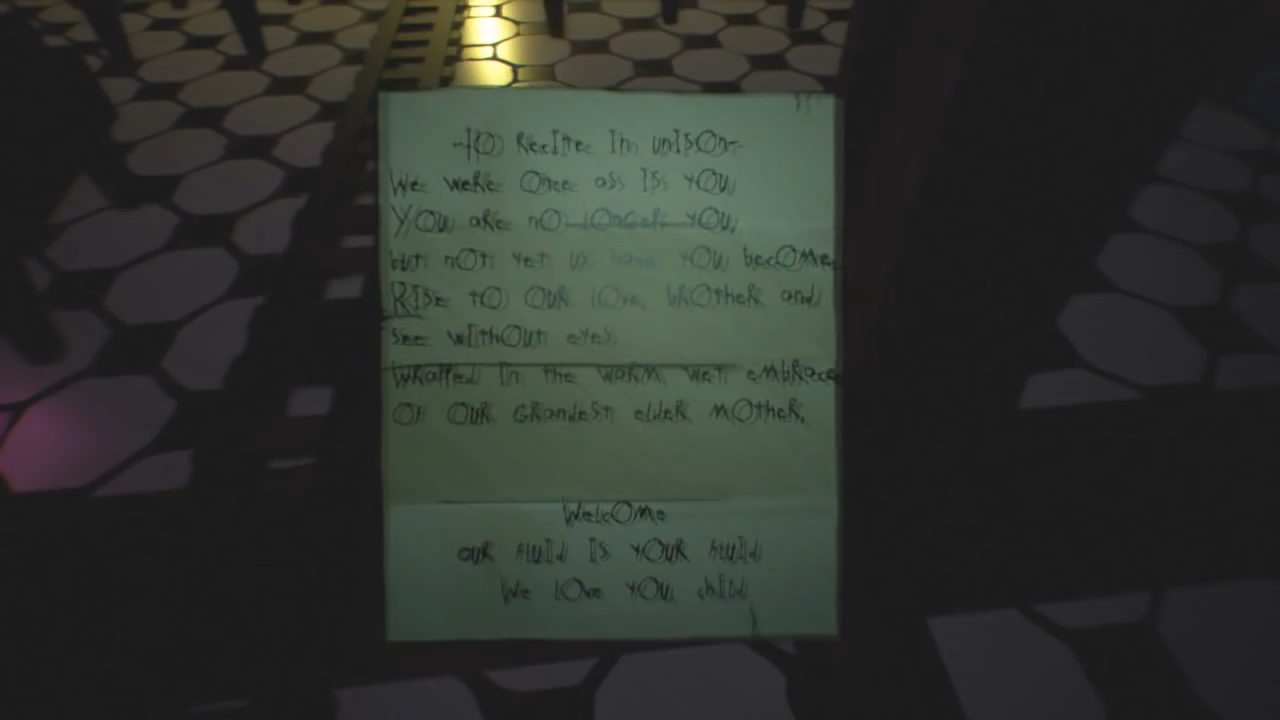 -TO RecITe In unISOn-
We weRe Once as IS YOU,
YOU aRe nO lOnGeR YOU,
but nOt yet us have YOU becOMe.
RISe tO OUR lOve, bROtheR and
see wIthOut eyes
WRapped In the waRM wet eMbRace
Of OUR GRandest eldeR MOtheR.
WelcOMe
OUR fluId IS YOUR fluId
We lOve YOU, chIld